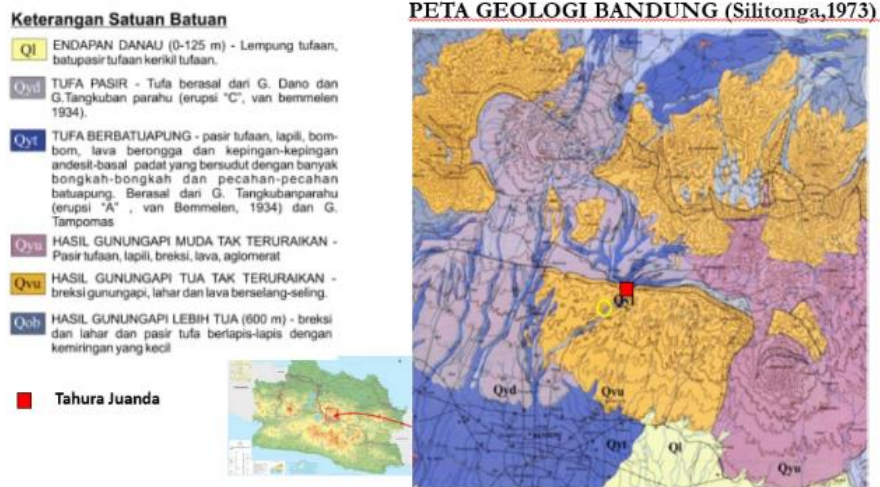 Keterangan Satuan Batuan
Ql
ENDAPAN DANAU (0-125 m) - Lempung tufaan,
batupasir tufaan kerikil tufaan.
Qyd
TUFA PASIR - Tufa berasal dari G. Dano dan
G.Tangkuban parahu (erupsi "C", van bemmelen
1934).
Qyt
TUFA BERBATUAPUNG - pasir tufaan, lapili, bom-
bom, lava berongga dan kepingan-kepingan
andesit-basal padat yang bersudut dengan banyak
bongkah-bongkah dan pecahan-pecahan
batuapung. Berasal dari G. Tangkubanparahu
(erupsi "A" , van Bemmelen, 1934) dan G.
Tampomas
Qyu
HASIL GUNUNGAPI MUDA TAK TERURAIKAN -
Pasir tufaan, lapili, breksi, lava, aglomerat
Qvu
HASIL GUNUNGAPI TUA TAK TERURAIKAN -
breksi gunungapi, lahar dan lava berselang-seling.
Qob
HASIL GUNUNGAPI LEBIH TUA (600 m) - breksi
dan lahar dan pasir tufa berlapis-lapis dengan
kemiringan yang kecil
Tahura Juanda
PETA GEOLOGI BANDUNG (Silitonga,1973)
Qyd
Qvu
Qyt
Ql
Qyu